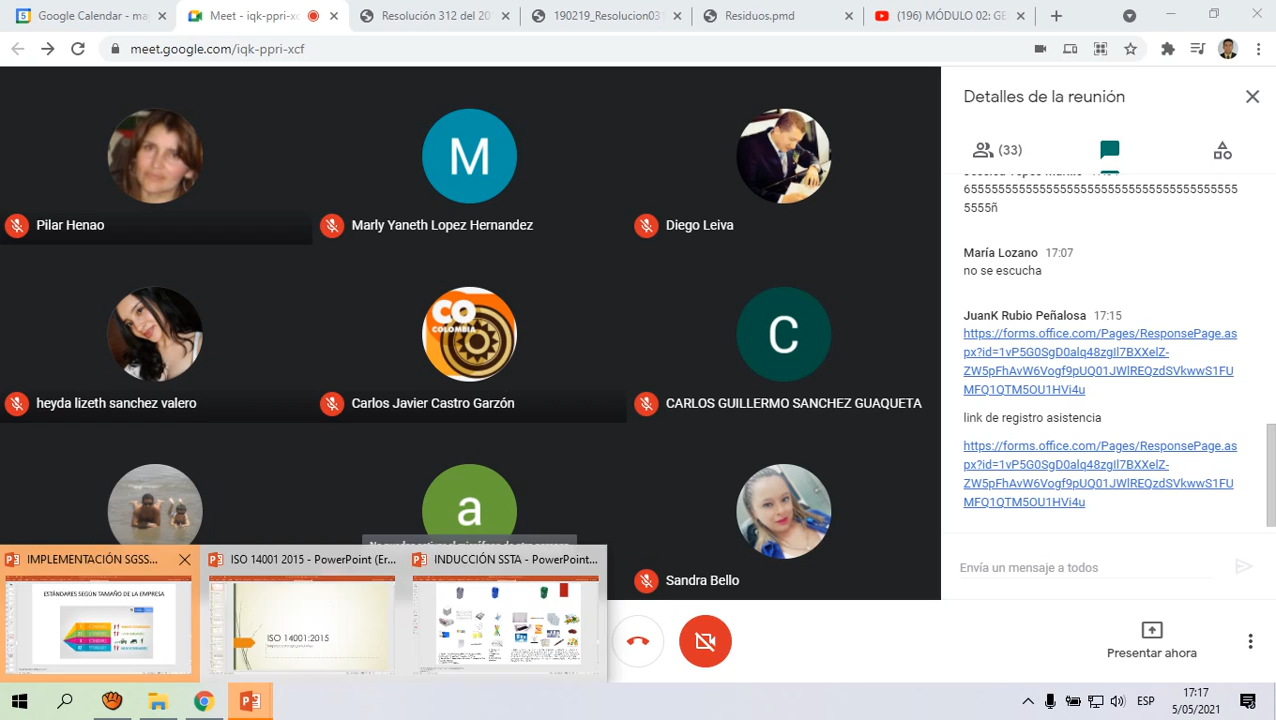 Google Calendar - ma
Meet - iqk-ppri-xc
Resolución 316 del 20
190219_Resolucion031
Residuos.pmd
(196) MÓDULO 02: GE
meet.google.com/iqk-ppri-xcf
Detalles de la reunión
(33)
65555555555555555555555555555555555555555
5555ñ
María Lozano 17:07
no se escucha
JuanK Rubio Peñalosa 17:15
https://forms.office.com/Pages/ResponsePage.as
px?id=1vP5G0SgD0alq48zgIl7BXXelZ-
ZW5pFhAvW6Vogf9pUQ01JWlREQzdSVkwwS1FU
MFQ1QTM5OU1HVi4u
link de registro asistencia
https://forms.office.com/Pages/ResponsePage.as
px?id=1vP5G0SgD0alq48zgIl7BXXelZ-
ZW5pFhAvW6Vogf9pUQ01JWlREQzdSVkwwS1FU
MFQ1QTM5OU1HVi4u
Envía un mensaje a todos
Presentar ahora
M
Pilar Henao
Marly Yaneth Lopez Hernandez
Diego Leiva
CO
COLOMBIA
C
heyda lizeth sanchez valero
Carlos Javier Castro Garzón
CARLOS GUILLERMO SANCHEZ GUAQUETA
a
Sandra Bello
IMPLEMENTACIÓN SGSS...
ISO 14001 2015 - PowerPoint (Er...
INDUCCIÓN SSTA - PowerPoint...
ESTÁNDARES SEGÚN TAMAÑO DE LA EMPRESA
ISO 14001:2015
ESP
17:17
5/05/2021